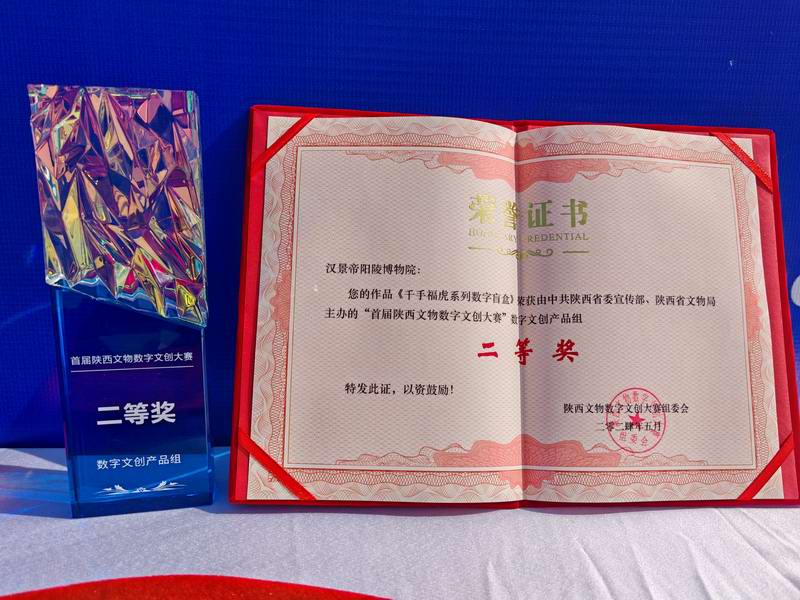 首届陕西文物数字文创大赛
二等奖
数字文创产品组
荣誉证书
HONORARY CREDENTIAL
汉景帝阳陵博物院：
您的作品《千手福虎系列数字盲盒》荣获由中共陕西省委宣传部、陕西省文物局
主办的“首届陕西文物数字文创大赛”数字文创产品组
二等奖
特发此证，以资鼓励！
陕西文物数字文创大赛组委会
二零二肆年五月
组委会